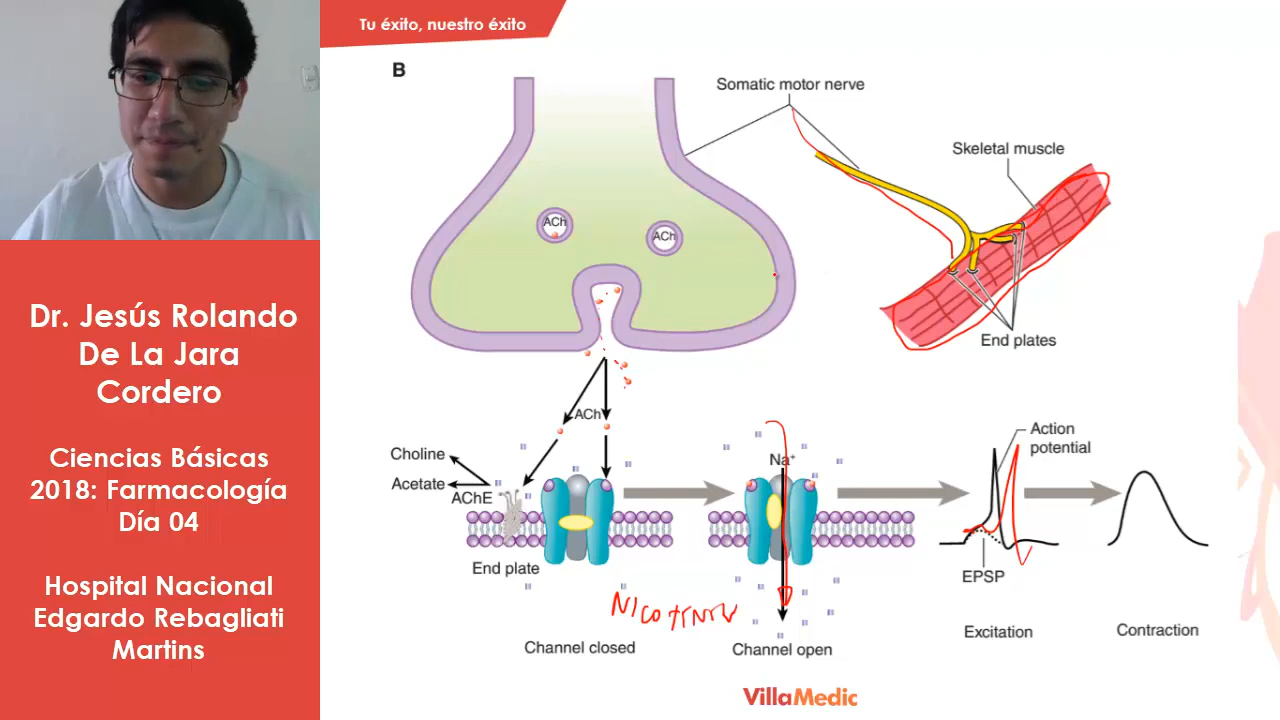 Tu éxito, nuestro éxito
Dr. Jesús Rolando
De La Jara
Cordero
Ciencias Básicas
2018: Farmacología
Día 04
Hospital Nacional
Edgardo Rebagliati
Martins
B
Somatic motor nerve
Skeletal muscle
ACh
ACh
End plates
ACh
Choline
Acetate
AChE
Na+
Action
potential
End plate
EPSP
NICOTINICO
Channel closed
Channel open
Excitation
Contraction
VillaMedic